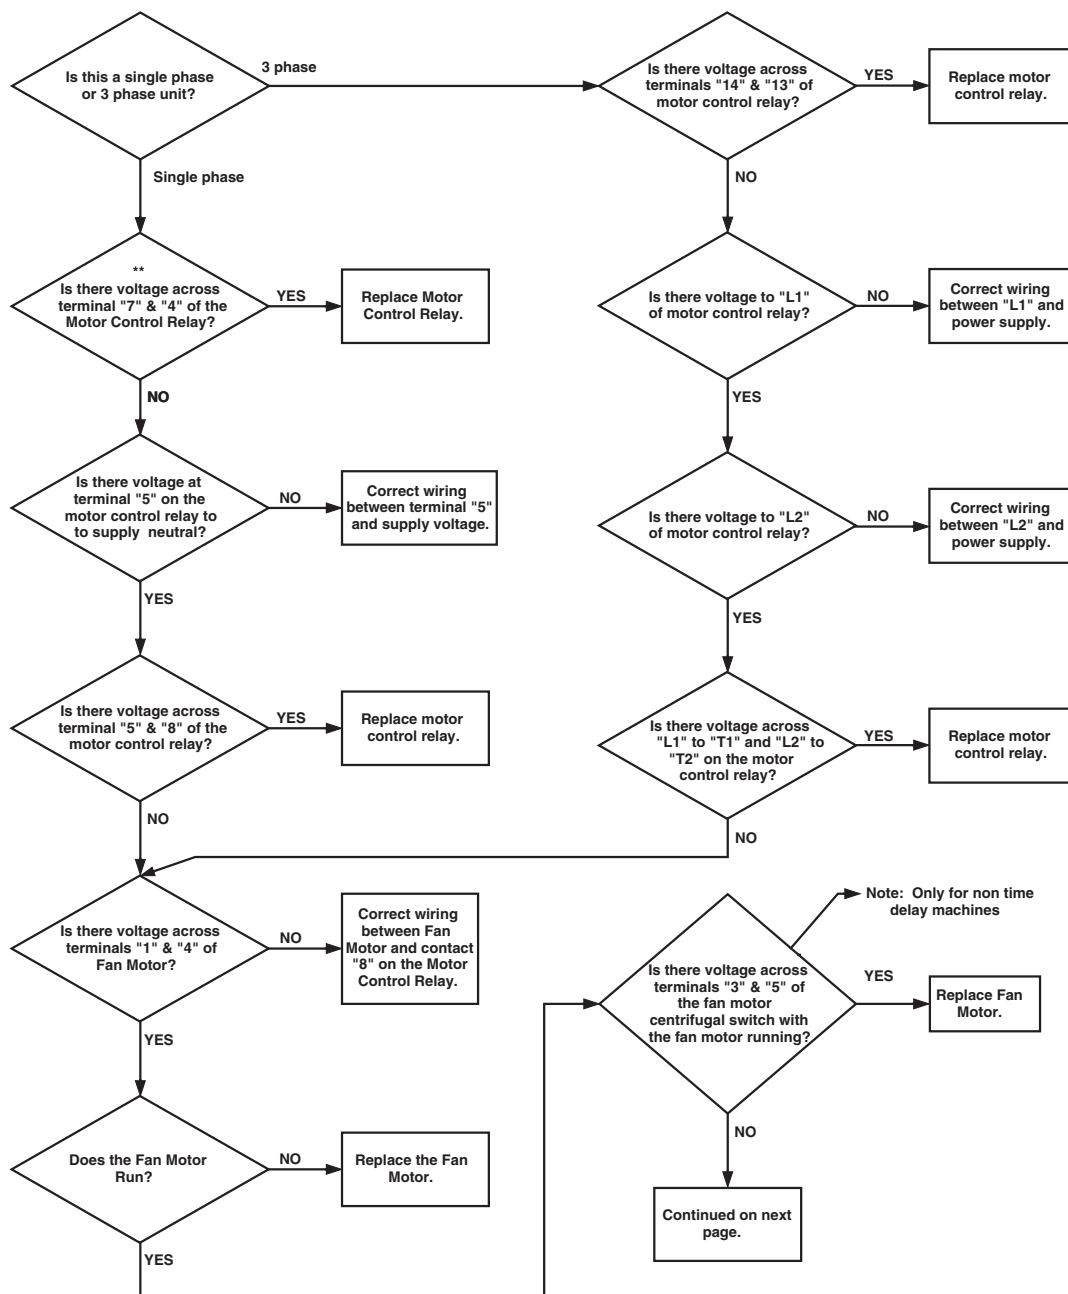 Is this a single phase
or 3 phase unit?
3 phase
Single phase
Is there voltage across
terminals "14" & "13" of
motor control relay?
YES
Replace motor
control relay.
NO
**
Is there voltage across
terminal "7" & "4" of the
Motor Control Relay?
YES
Replace Motor
Control Relay.
NO
Is there voltage to "L1"
of motor control relay?
NO
Correct wiring
between "L1" and
power supply.
YES
Is there voltage at
terminal "5" on the
motor control relay to
to supply neutral?
NO
Correct wiring
between terminal "5"
and supply voltage.
YES
Is there voltage to "L2"
of motor control relay?
NO
Correct wiring
between "L2" and
power supply.
YES
Is there voltage across
terminal "5" & "8" of the
motor control relay?
YES
Replace motor
control relay.
NO
Is there voltage across
"L1" to "T1" and "L2" to
"T2" on the motor
control relay?
YES
Replace motor
control relay.
NO
Is there voltage across
terminals "1" & "4" of
Fan Motor?
NO
Correct wiring
between Fan
Motor and contact
"8" on the Motor
Control Relay.
YES
Note: Only for non time
delay machines
Is there voltage across
terminals "3" & "5" of
the fan motor
centrifugal switch with
the fan motor running?
YES
Replace Fan
Motor.
NO
Continued on next
page.
Does the Fan Motor
Run?
NO
Replace the Fan
Motor.
YES